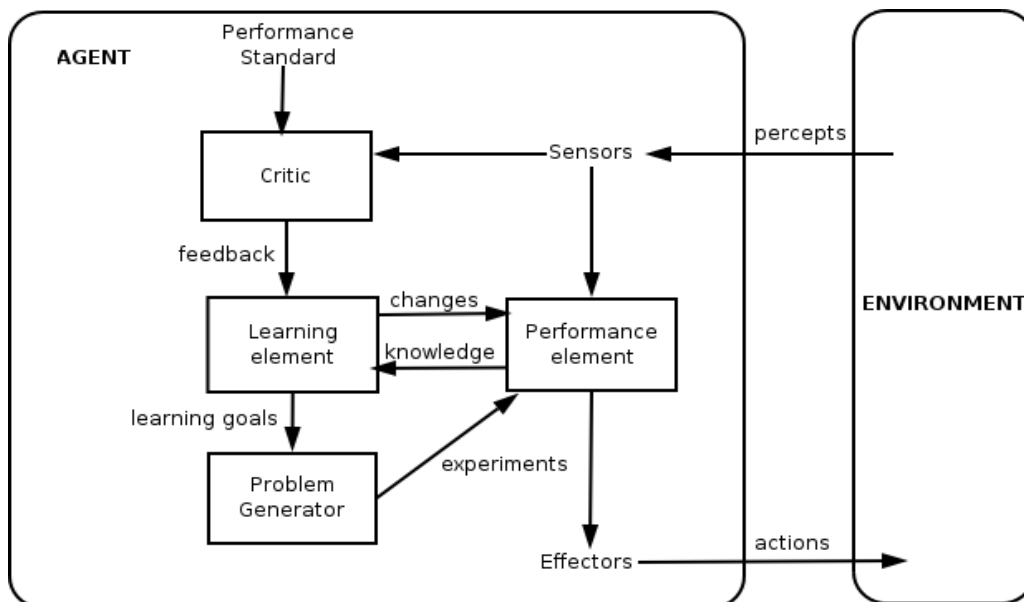 Performance
Standard
AGENT
percepts
Sensors
Critic
feedback
changes
ENVIRONMENT
Learning
element
Performance
element
knowledge
learning goals
experiments
Problem
Generator
actions
Effectors